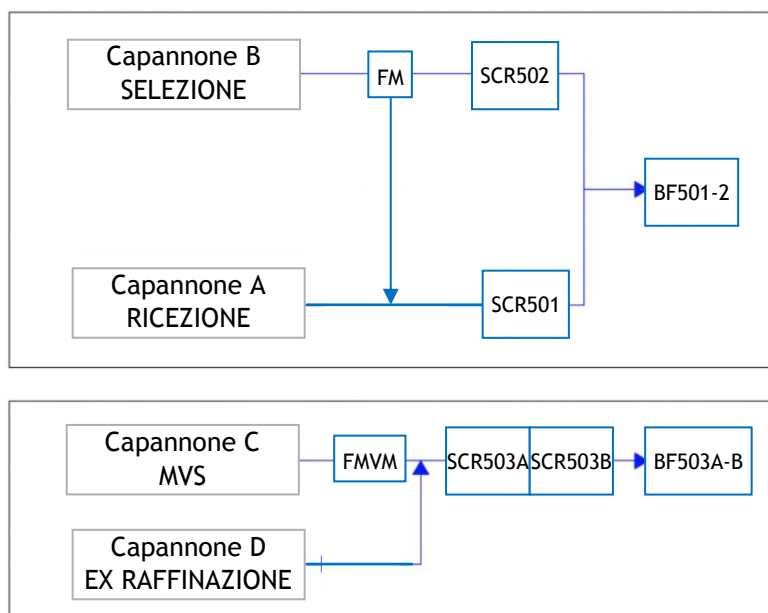 Capannone B
SELEZIONE
FM
SCR502
BF501-2
Capannone A
RICEZIONE
SCR501
Capannone C
MVS
FMVM
SCR503A
SCR503B
BF503A-B
Capannone D
EX RAFFINAZIONE